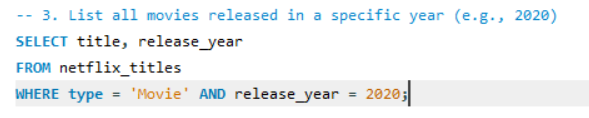 -- 3. List all movies released in a specific year (e.g., 2020)
SELECT title, release_year
FROM netflix_titles
WHERE type = 'Movie' AND release_year = 2020;